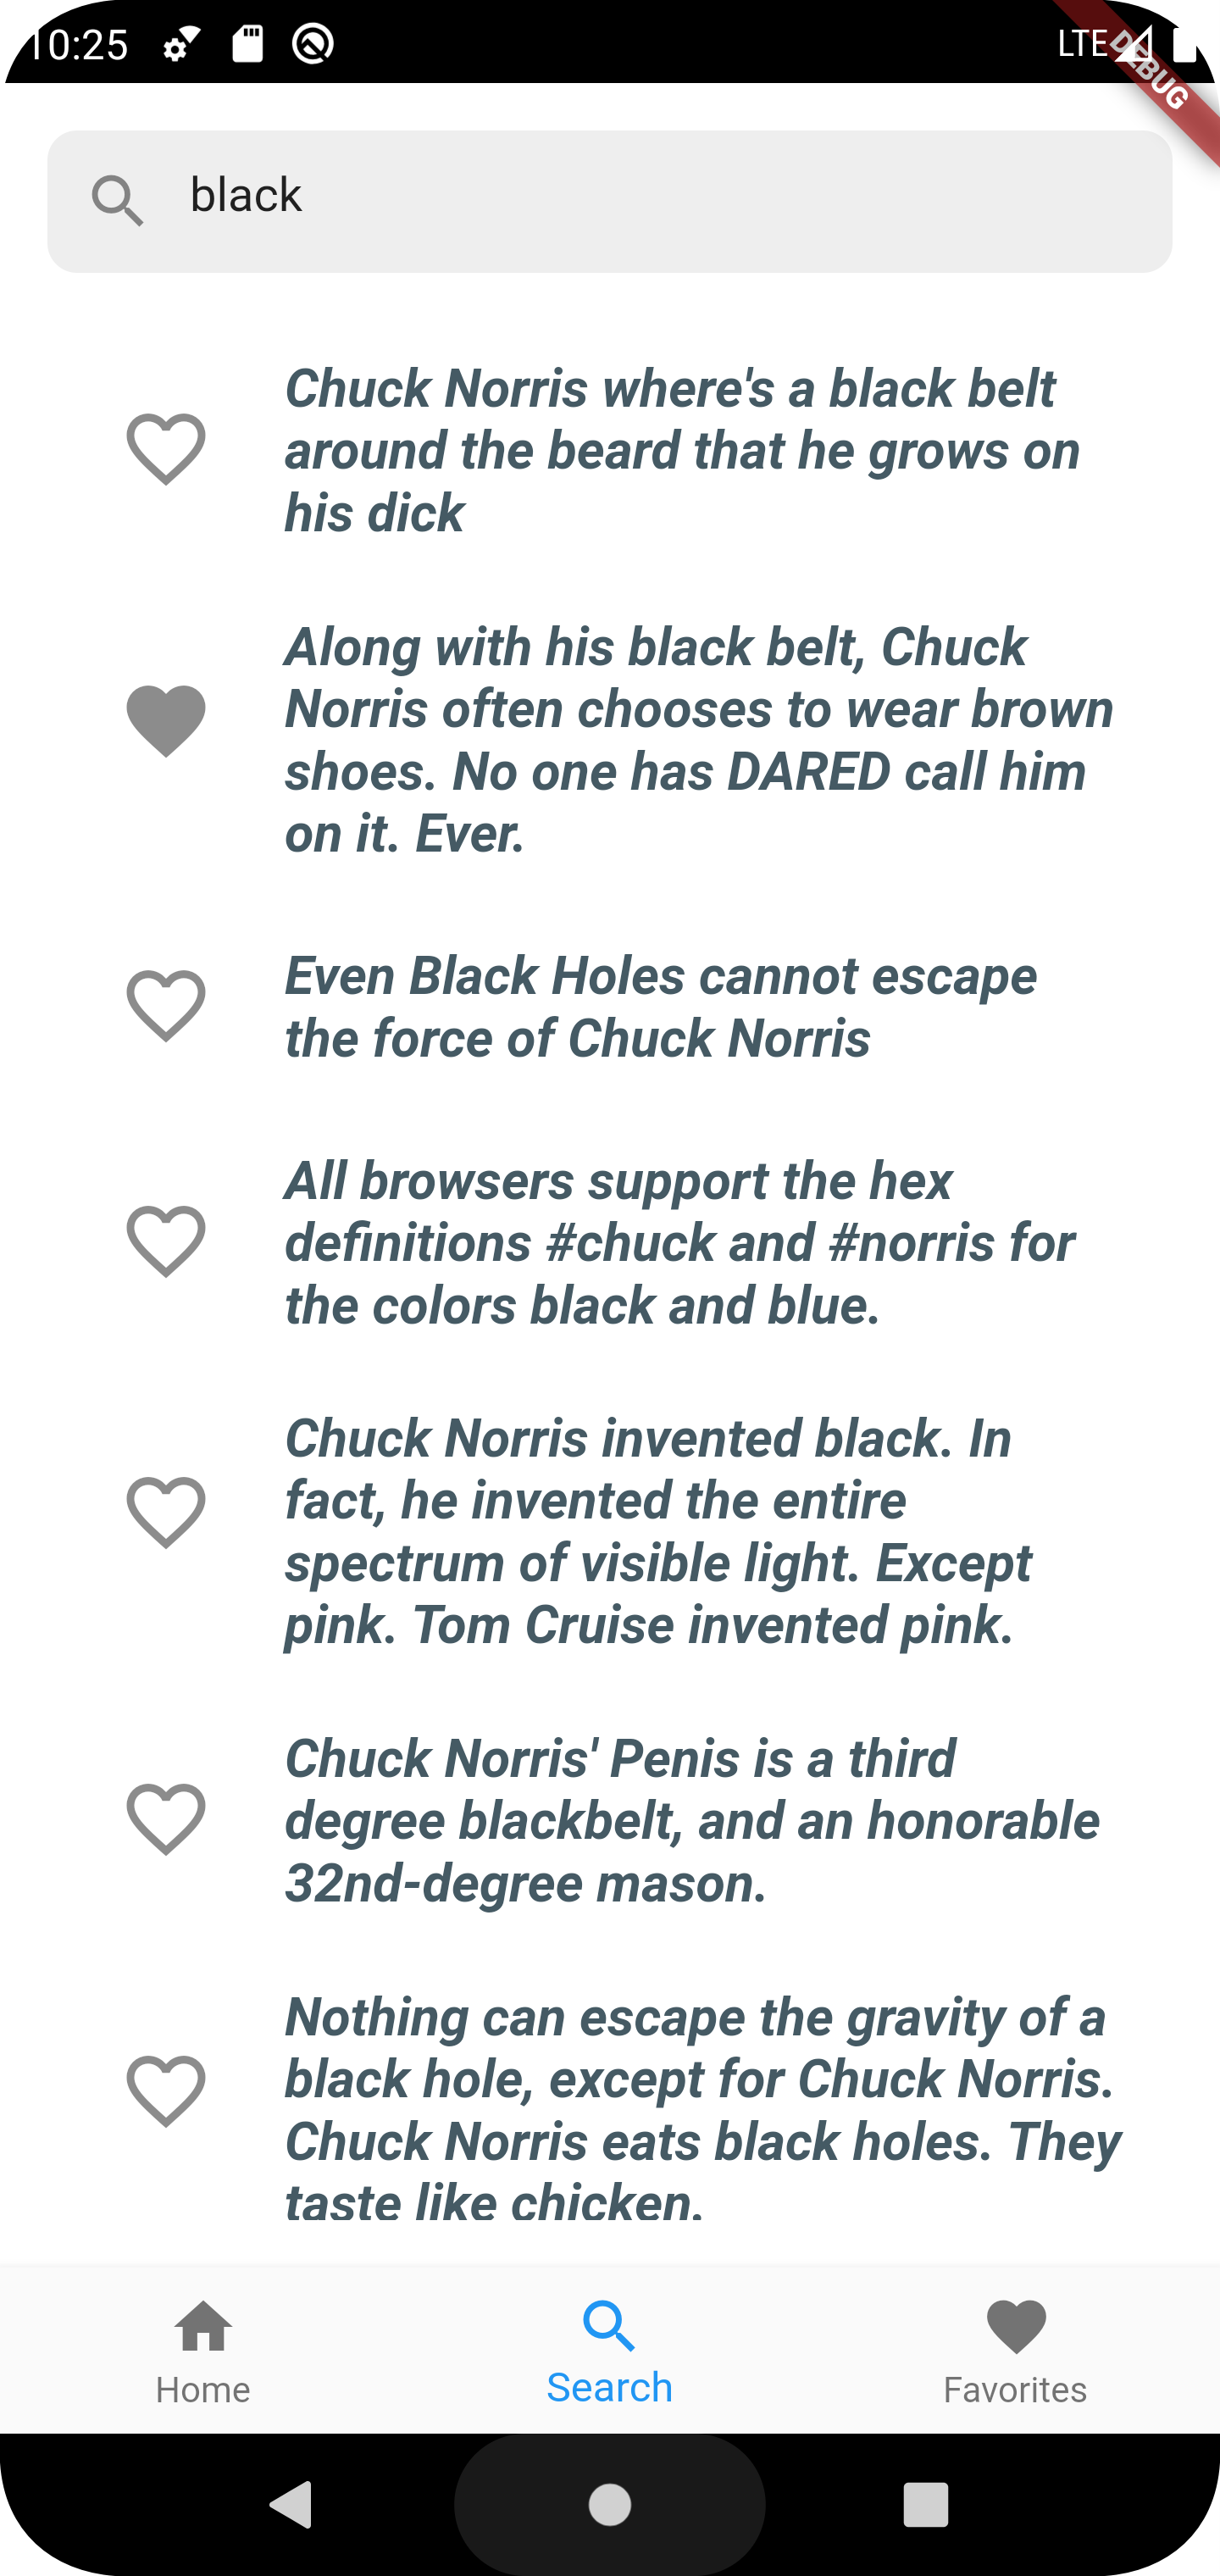 10:25
LTE
DEBUG
black
Chuck Norris where's a black belt
around the beard that he grows on
his dick
Along with his black belt, Chuck
Norris often chooses to wear brown
shoes. No one has DARED call him
on it. Ever.
Even Black Holes cannot escape
the force of Chuck Norris
All browsers support the hex
definitions #chuck and #norris for
the colors black and blue.
Chuck Norris invented black. In
fact, he invented the entire
spectrum of visible light. Except
pink. Tom Cruise invented pink.
Chuck Norris' Penis is a third
degree blackbelt, and an honorable
32nd-degree mason.
Nothing can escape the gravity of a
black hole, except for Chuck Norris.
Chuck Norris eats black holes. They
taste like chicken.
Home
Search
Favorites